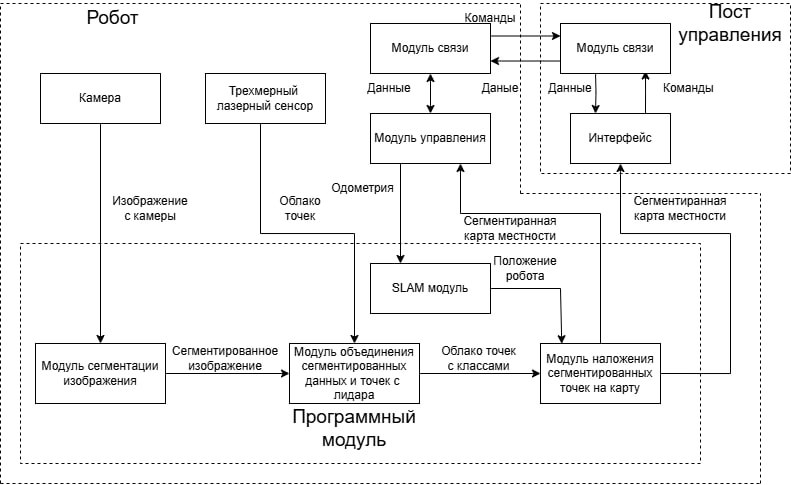 Робот
Команды
Пост
управления
Модуль связи
Модуль связи
Камера
Трехмерный
лазерный сенсор
Данные
Даные
Данные
Команды
Модуль управления
Интерфейс
Изображение
с камеры
Облако
точек
Одометрия
Сегментиранная
карта местности
Сегментиранная
карта местности
SLAM модуль
Положение
робота
Модуль сегментации
изображения
Сегментированное
изображение
Модуль объединения
сегментированных
данных и точек с
лидара
Облако точек
с классами
Модуль наложения
сегментированных
точек на карту
Программный
модуль